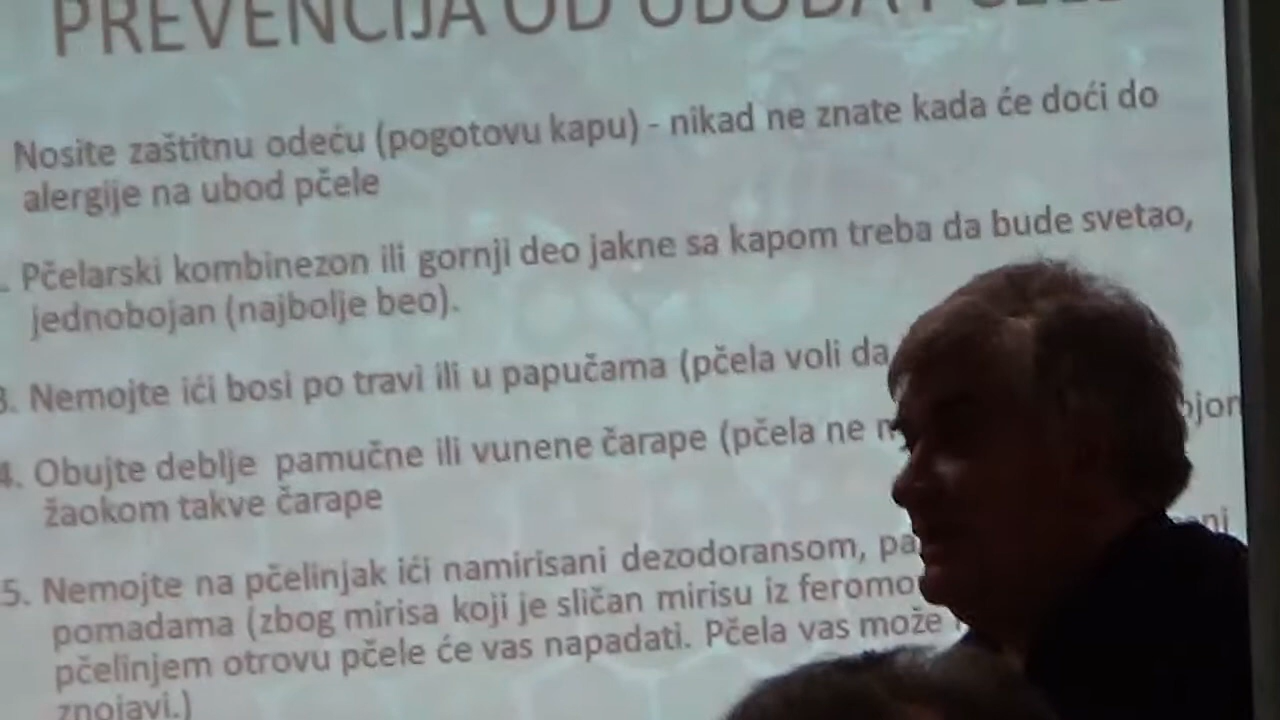 PREVENCIJA OD UBODA PČELE
Nosite zaštitnu odeću (pogotovu kapu) - nikad ne znate kada će doći do
alergije na ubod pčele
Pčelarski kombinezon ili gornji deo jakne sa kapom treba da bude svetao,
jednobojan (najbolje beo).
3. Nemojte ići bosi po travi ili u papučama (pčela voli da
4. Obujte deblje pamučne ili vunene čarape (pčela ne
žaokom takve čarape
5. Nemojte na pčelinjak ići namirisani dezodoransom,
pomadama (zbog mirisa koji je sličan mirisu iz
pčelinjem otrovu pčele će vas napadati. Pčela vas može
znojavi.)